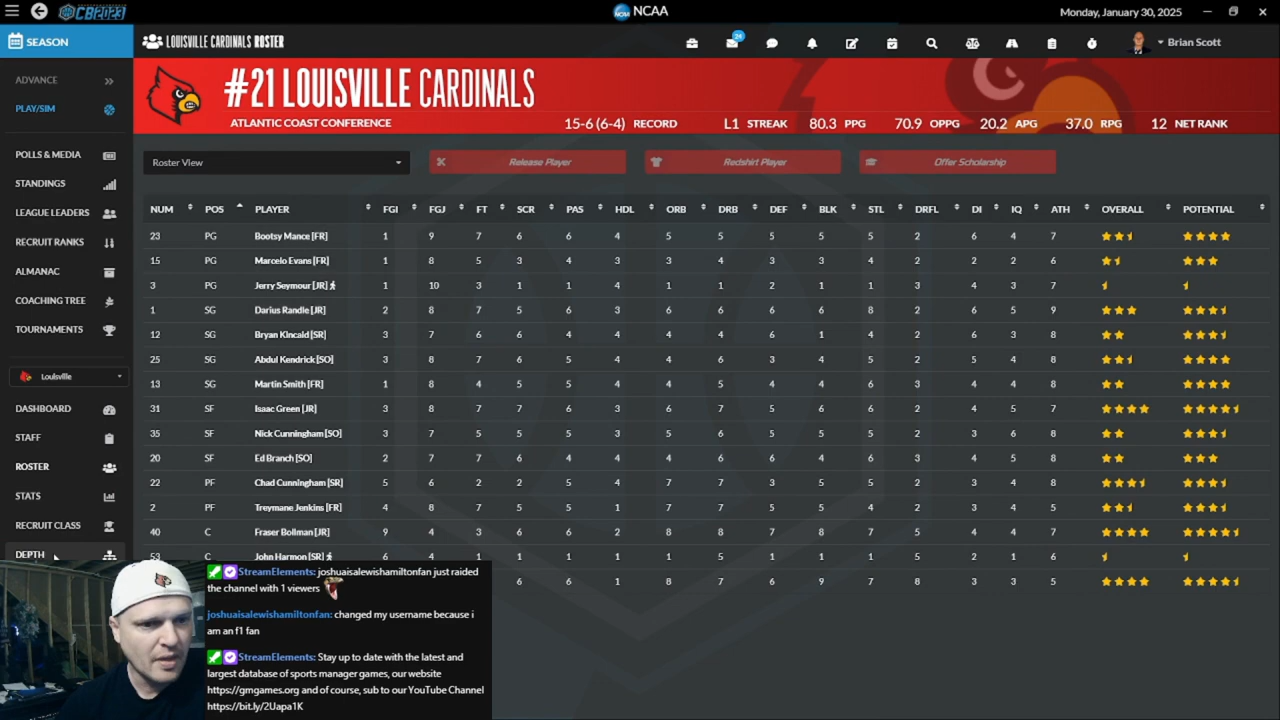 CB2023
NCAA
Monday, January 30, 2025
SEASON
LOUISVILLE CARDINALS ROSTER
24
Brian Scott
ADVANCE
PLAY/SIM
POLLS & MEDIA
STANDINGS
LEAGUE LEADERS
RECRUIT RANKS
ALMANAC
COACHING TREE
TOURNAMENTS
Louisville
DASHBOARD
STAFF
ROSTER
STATS
RECRUIT CLASS
DEPTH
#21 LOUISVILLE CARDINALS
ATLANTIC COAST CONFERENCE
15-6 (6-4) RECORD L1 STREAK 80.3 PPG 70.9 OPPG 20.2 APG 37.0 RPG 12 NET RANK
Roster View
Release Player
Redshirt Player
Offer Scholarship
NUM POS PLAYER FGI FGJ FT SCR PAS HDL ORB DRB DEF BLK STL DRFL DI IQ ATH OVERALL POTENTIAL
23 PG Bootsy Mance [FR] 1 9 7 6 6 4 5 5 5 5 5 2 6 4 7
15 PG Marcelo Evans [FR] 1 8 5 3 4 3 3 4 3 3 4 2 2 2 6
3 PG Jerry Seymour [JR] 1 10 3 1 1 4 1 1 2 1 1 3 4 3 7
1 SG Darius Randle [JR] 2 8 7 5 6 3 6 6 6 6 8 2 6 5 9
12 SG Bryan Kincaid [SR] 3 7 6 6 4 4 4 6 6 1 4 2 6 3 8
25 SG Abdul Kendrick [SO] 3 8 7 6 5 4 4 6 3 4 5 2 5 4 8
13 SG Martin Smith [FR] 1 8 4 5 5 4 4 5 4 4 6 3 4 4 8
31 SF Isaac Green [JR] 3 8 7 7 6 3 6 7 5 6 6 2 4 5 7
35 SF Nick Cunningham [SO] 3 7 5 5 5 3 5 6 5 5 5 2 3 6 8
20 SF Ed Branch [SO] 2 7 7 6 4 4 4 6 6 4 6 3 4 5 8
22 PF Chad Cunningham [SR] 5 6 2 2 5 4 7 7 3 5 5 2 3 4 8
2 PF Treymane Jenkins [FR] 4 8 7 5 5 1 7 7 5 5 4 2 3 4 5
40 C Fraser Bollman [JR] 9 4 3 6 6 2 8 8 7 8 7 5 4 4 7
53 C John Harmon [SR] 6 4 1 1 1 1 1 5 1 1 1 5 2 1 6
6 6 1 8 7 6 9 7 8 3 3 5
StreamElements: joshuaisalewishamiltonfan just raided
the channel with 1 viewers
joshuaisalewishamiltonfan: changed my username because i
am an f1 fan
StreamElements: Stay up to date with the latest and
largest database of sports manager games, our website
https://gmgames.org and of course, sub to our YouTube Channel
https://bit.ly/2Uapa1K